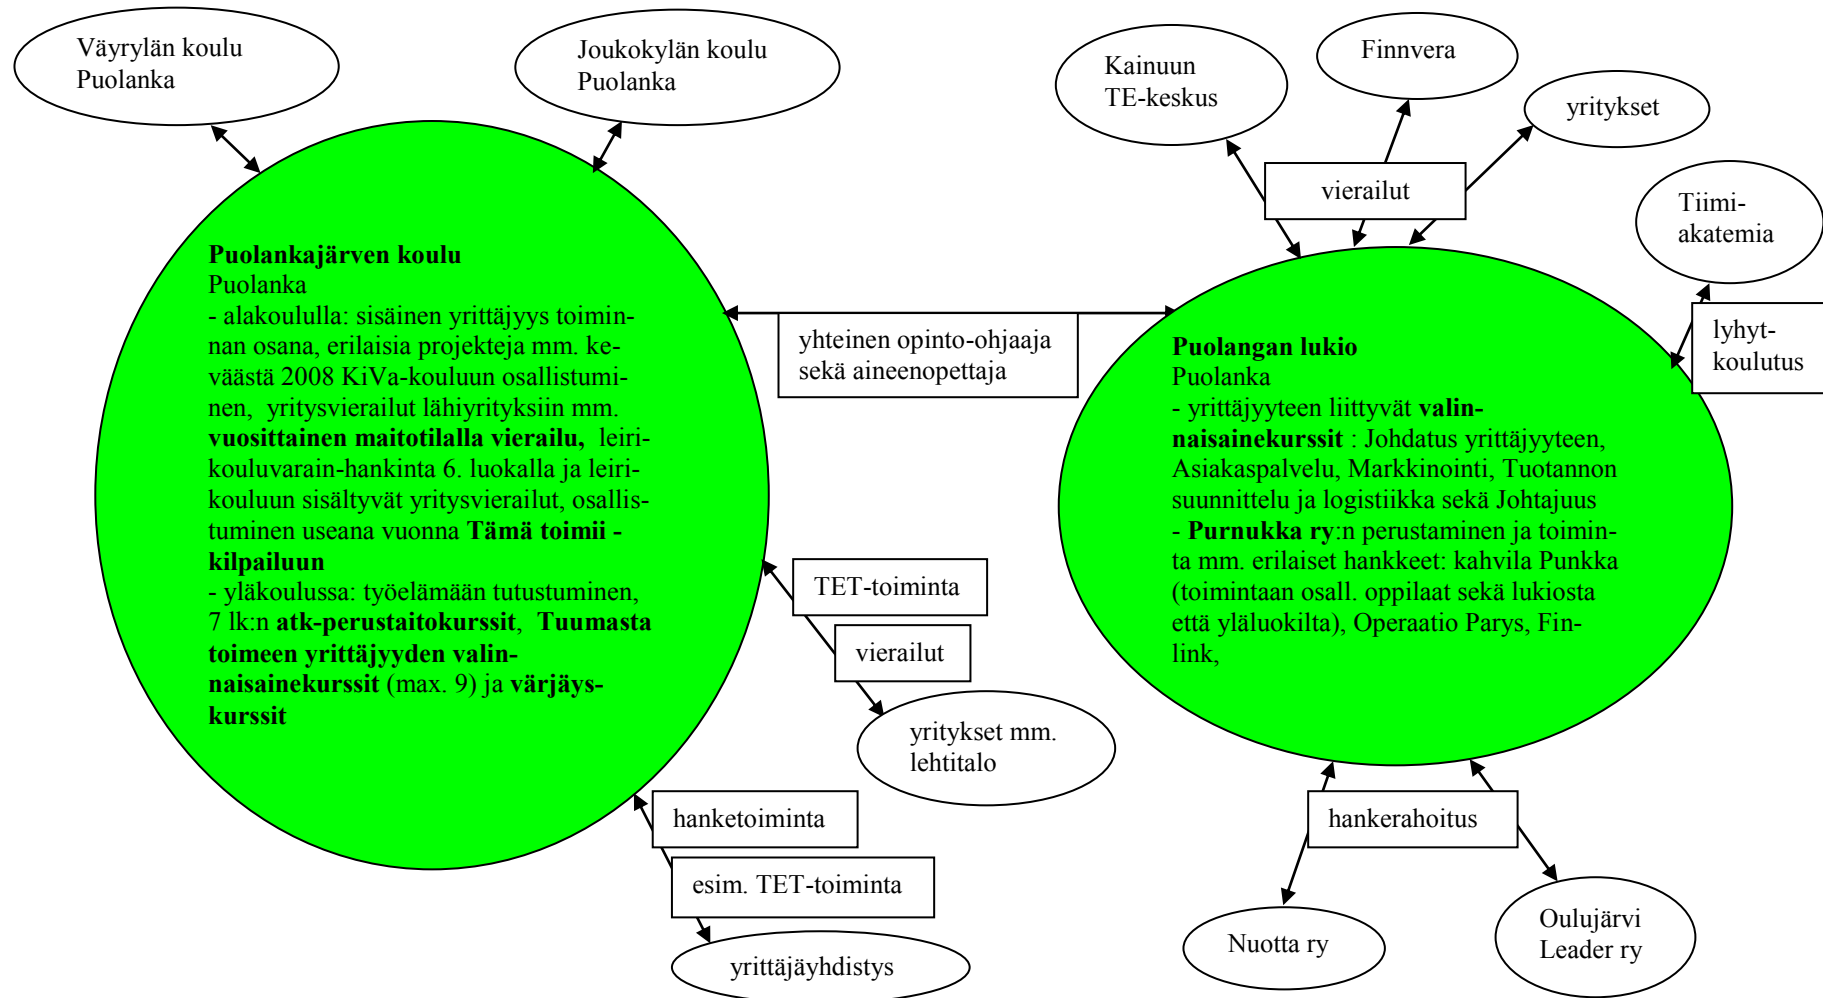 Väyrylän koulu
Puolanka
Joukokylän koulu
Puolanka
Kainuun
TE-keskus
Finnvera
yritykset
vierailut
Tiimi-
akatemia
lyhyt-
koulutus
Puolankajärven koulu
Puolanka
- alakoululla: sisäinen yrittäjyys toimin-
nan osana, erilaisia projekteja mm. ke-
väästä 2008 KiVa-kouluun osallistumi-
nen, yritysvierailut lähiyrityksiin mm.
vuosittainen maitotilalla vierailu, leiri-
kouluvarain-hankinta 6. luokalla ja leiri-
kouluun sisältyvät yritysvierailut, osallis-
tuminen useana vuonna Tämä toimii -
kilpailuun
- yläkoulussa: työelämään tutustuminen,
7 lk:n atk-perustaitokurssit, Tuumasta
toimeen yrittäjyyden valin-
naisainekurssit (max. 9) ja värjäys-
kurssit
yhteinen opinto-ohjaaja
sekä aineenopettaja
Puolangan lukio
Puolanka
- yrittäjyyteen liittyvät valin-
naisainekurssit : Johdatus yrittäjyyteen,
Asiakaspalvelu, Markkinointi, Tuotannon
suunnittelu ja logistiikka sekä Johtajuus
- Purnukka ry:n perustaminen ja toimin-
ta mm. erilaiset hankkeet: kahvila Punkka
(toimintaan osall. oppilaat sekä lukiosta
että yläluokilta), Operaatio Parys, Fin-
link,
TET-toiminta
vierailut
yritykset mm.
lehtitalo
hanketoiminta
esim. TET-toiminta
yrittäjäyhdistys
hankerahoitus
Nuotta ry
Oulujärvi
Leader ry